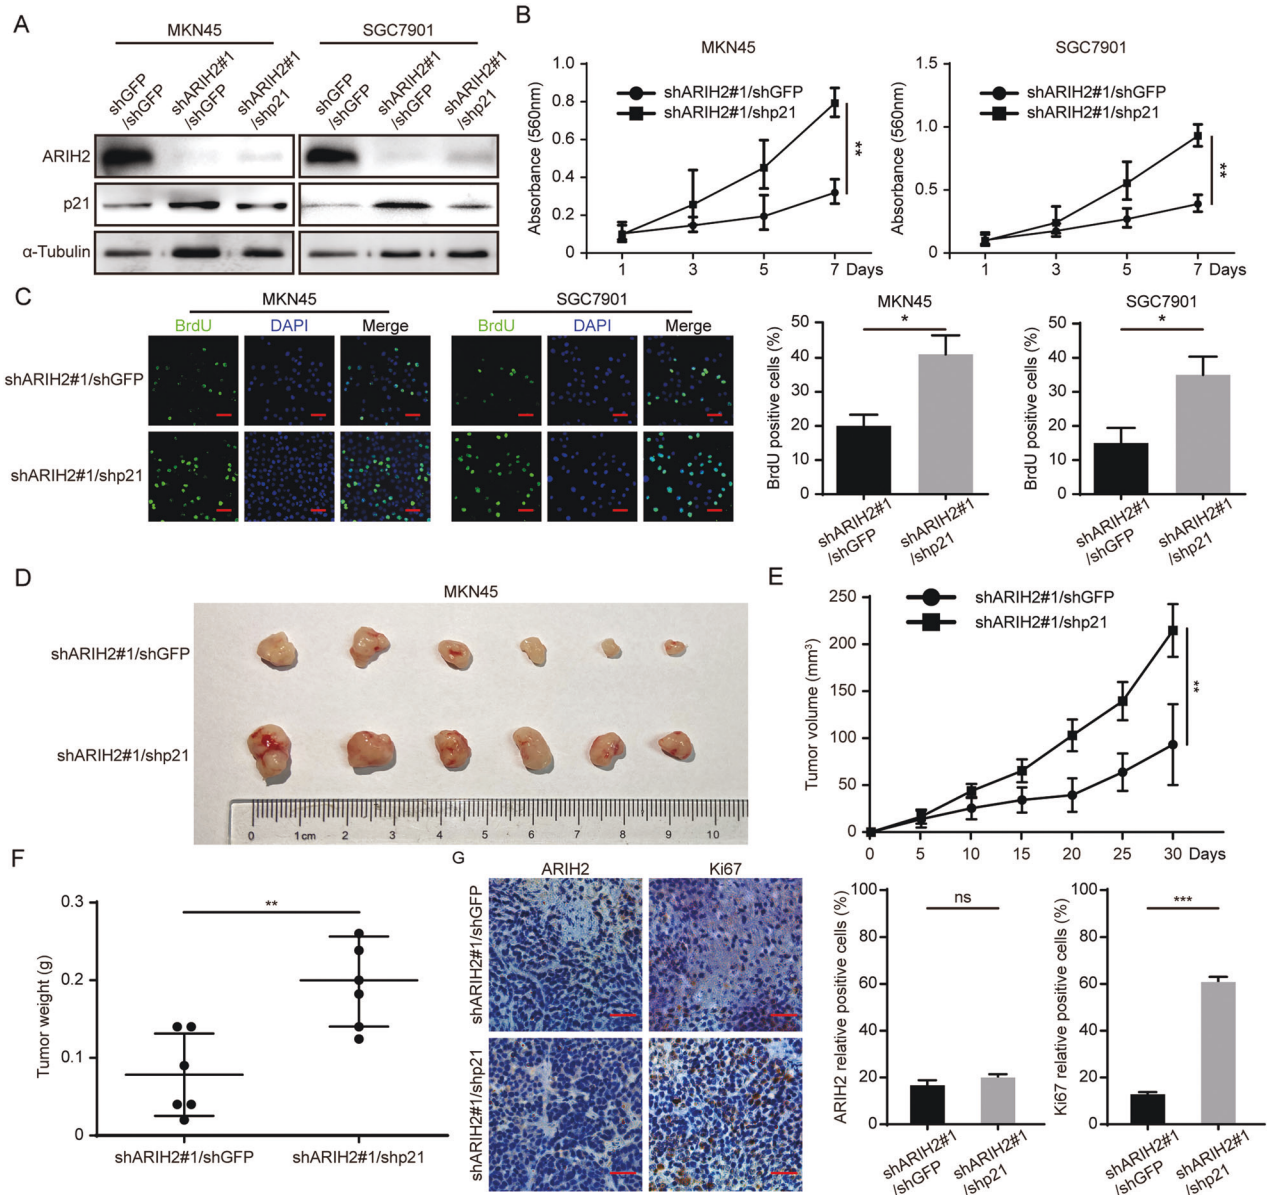 A
MKN45
SGC7901
shGFP
/shGFP
shARIH2#1
/shGFP
shARIH2#1
/shp21
shGFP
/shGFP
shARIH2#1
/shGFP
shARIH2#1
/shp21
ARIH2
p21
α-Tubulin
B
MKN45
Absorbance (560nm)
1.0
0.8
0.6
0.4
0.2
0
shARIH2#1/shGFP
shARIH2#1/shp21
**
1 3 5 7 Days
SGC7901
Absorbance (560nm)
1.5
1.0
0.5
0
shARIH2#1/shGFP
shARIH2#1/shp21
**
1 3 5 7 Days
C
MKN45
SGC7901
BrdU DAPI Merge BrdU DAPI Merge
shARIH2#1/shGFP
shARIH2#1/shp21
MKN45
BrdU positive cells (%)
50
40
30
20
10
0
*
shARIH2#1
/shGFP
shARIH2#1
/shp21
SGC7901
BrdU positive cells (%)
50
40
30
20
10
0
*
shARIH2#1
/shGFP
shARIH2#1
/shp21
D
MKN45
shARIH2#1/shGFP
shARIH2#1/shp21
0 1cm 2 3 4 5 6 7 8 9 10
E
Tumor volume (mm³)
250
200
150
100
50
0
shARIH2#1/shGFP
shARIH2#1/shp21
**
0 5 10 15 20 25 30 Days
F
Tumor weight (g)
0.3
0.2
0.1
0
**
shARIH2#1/shGFP shARIH2#1/shp21
G
ARIH2 Ki67
shARIH2#1/shGFP
shARIH2#1/shp21
ARIH2 relative positive cells (%)
100
80
60
40
20
0
ns
shARIH2#1
/shGFP
shARIH2#1
/shp21
Ki67 relative positive cells (%)
100
80
60
40
20
0
***
shARIH2#1
/shGFP
shARIH2#1
/shp21